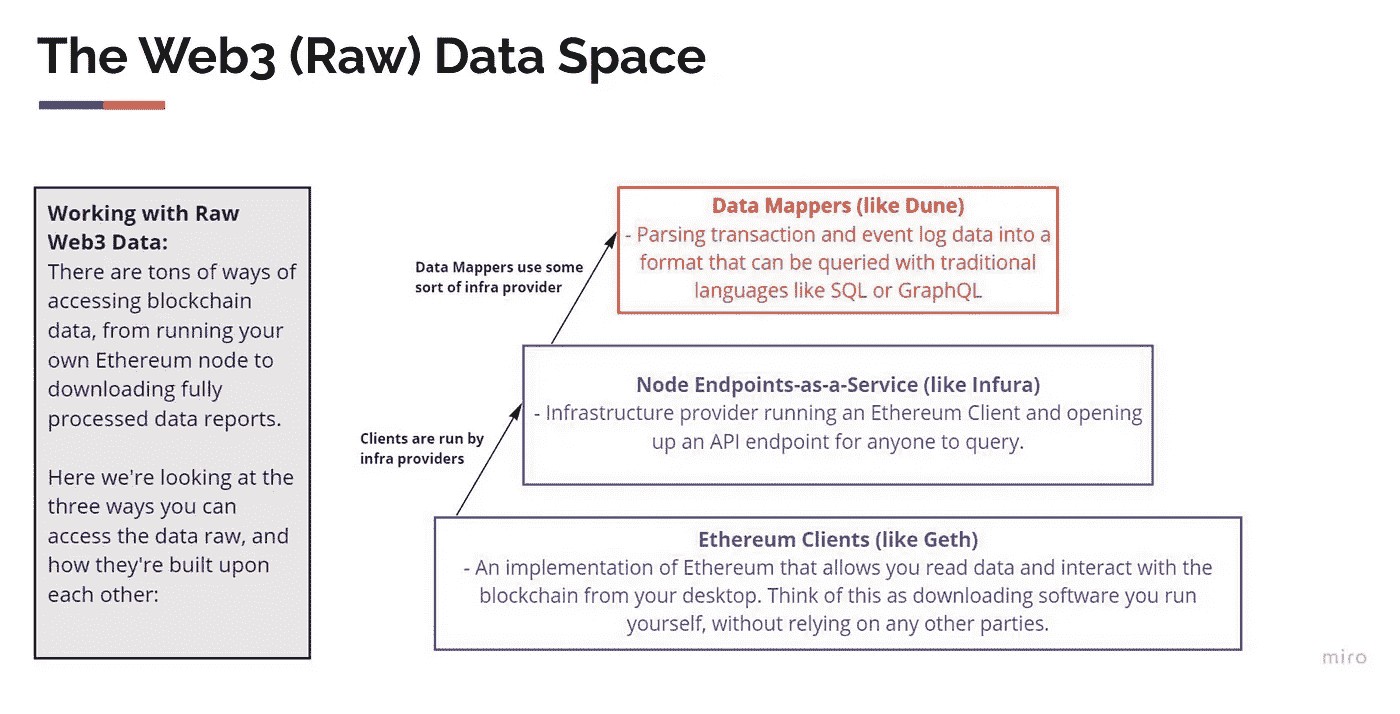 The Web3 (Raw) Data Space
Working with Raw
Web3 Data:
There are tons of ways of
accessing blockchain
data, from running your
own Ethereum node to
downloading fully
processed data reports.
Here we're looking at the
three ways you can
access the data raw, and
how they're built upon
each other:
Data Mappers (like Dune)
- Parsing transaction and event log data into a
format that can be queried with traditional
languages like SQL or GraphQL
Data Mappers use some
sort of infra provider
Node Endpoints-as-a-Service (like Infura)
- Infrastructure provider running an Ethereum Client and opening
up an API endpoint for anyone to query.
Clients are run by
infra providers
Ethereum Clients (like Geth)
- An implementation of Ethereum that allows you read data and interact with the
blockchain from your desktop. Think of this as downloading software you run
yourself, without relying on any other parties.
miro